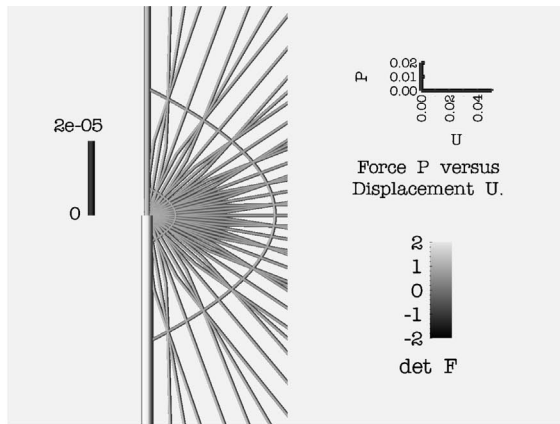 2e-05
0
P
0.02
0.01
0.00
0.00 0.02 0.04
U
Force P versus
Displacement U.
2
1
0
-1
-2
det F